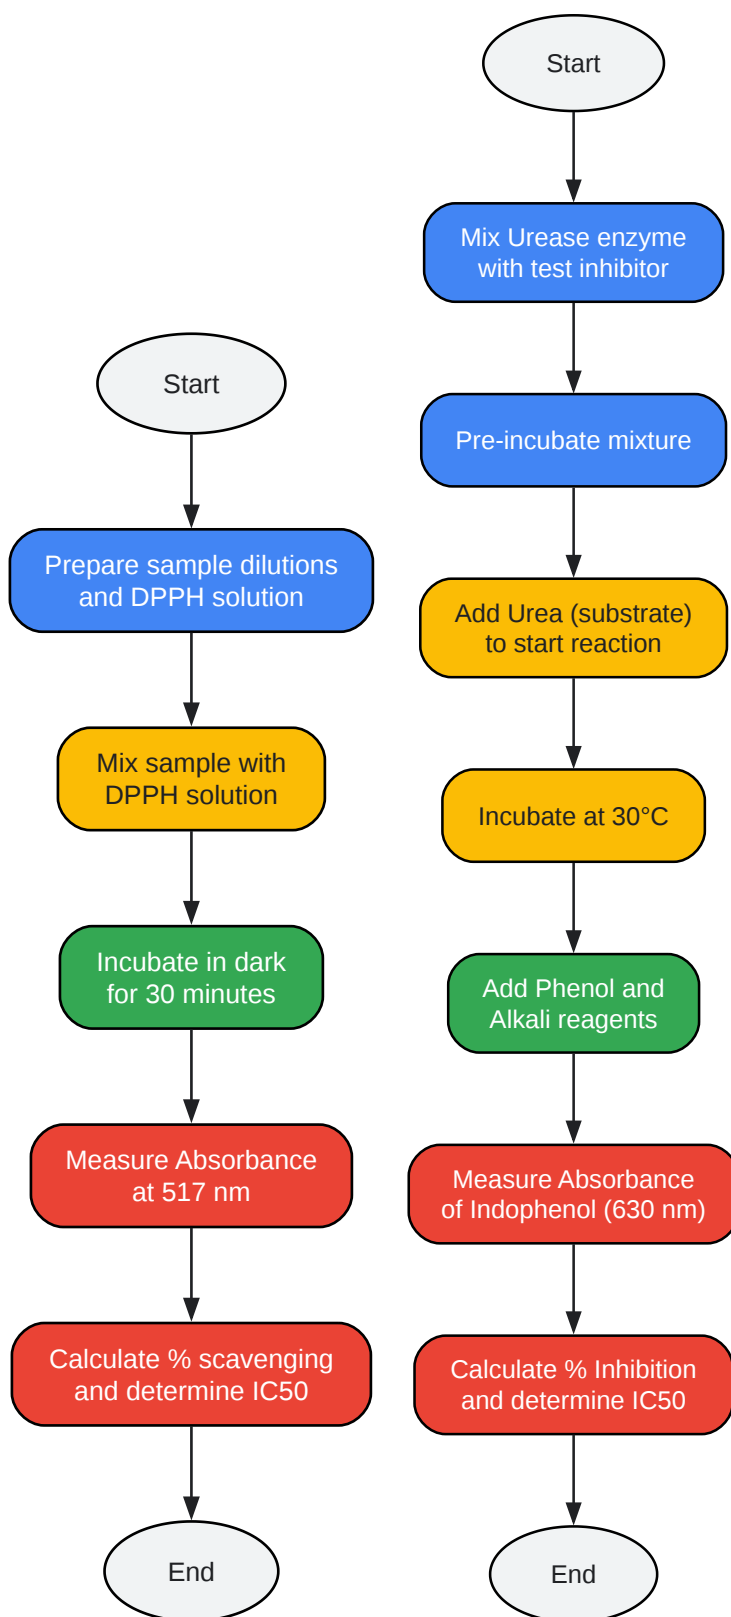 Start
Prepare sample dilutions
and DPPH solution
Mix sample with
DPPH solution
Incubate in dark
for 30 minutes
Measure Absorbance
at 517 nm
Calculate % scavenging
and determine IC50
End
Start
Mix Urease enzyme
with test inhibitor
Pre-incubate mixture
Add Urea (substrate)
to start reaction
Incubate at 30°C
Add Phenol and
Alkali reagents
Measure Absorbance
of Indophenol (630 nm)
Calculate % Inhibition
and determine IC50
End